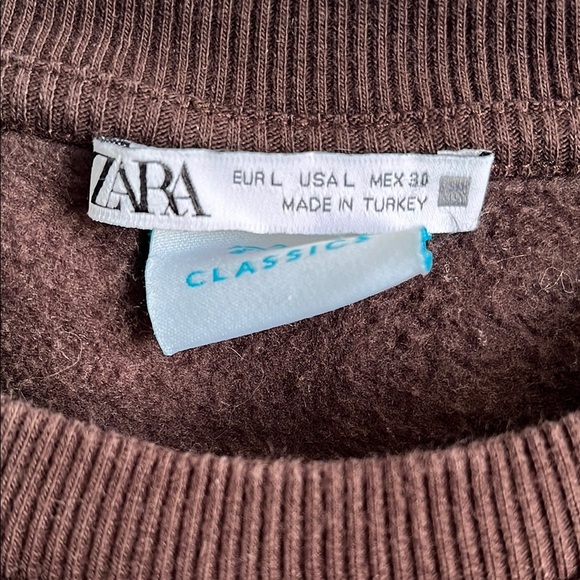 ZARA
EUR L USA L MEX 30
MADE IN TURKEY
CLASSICS